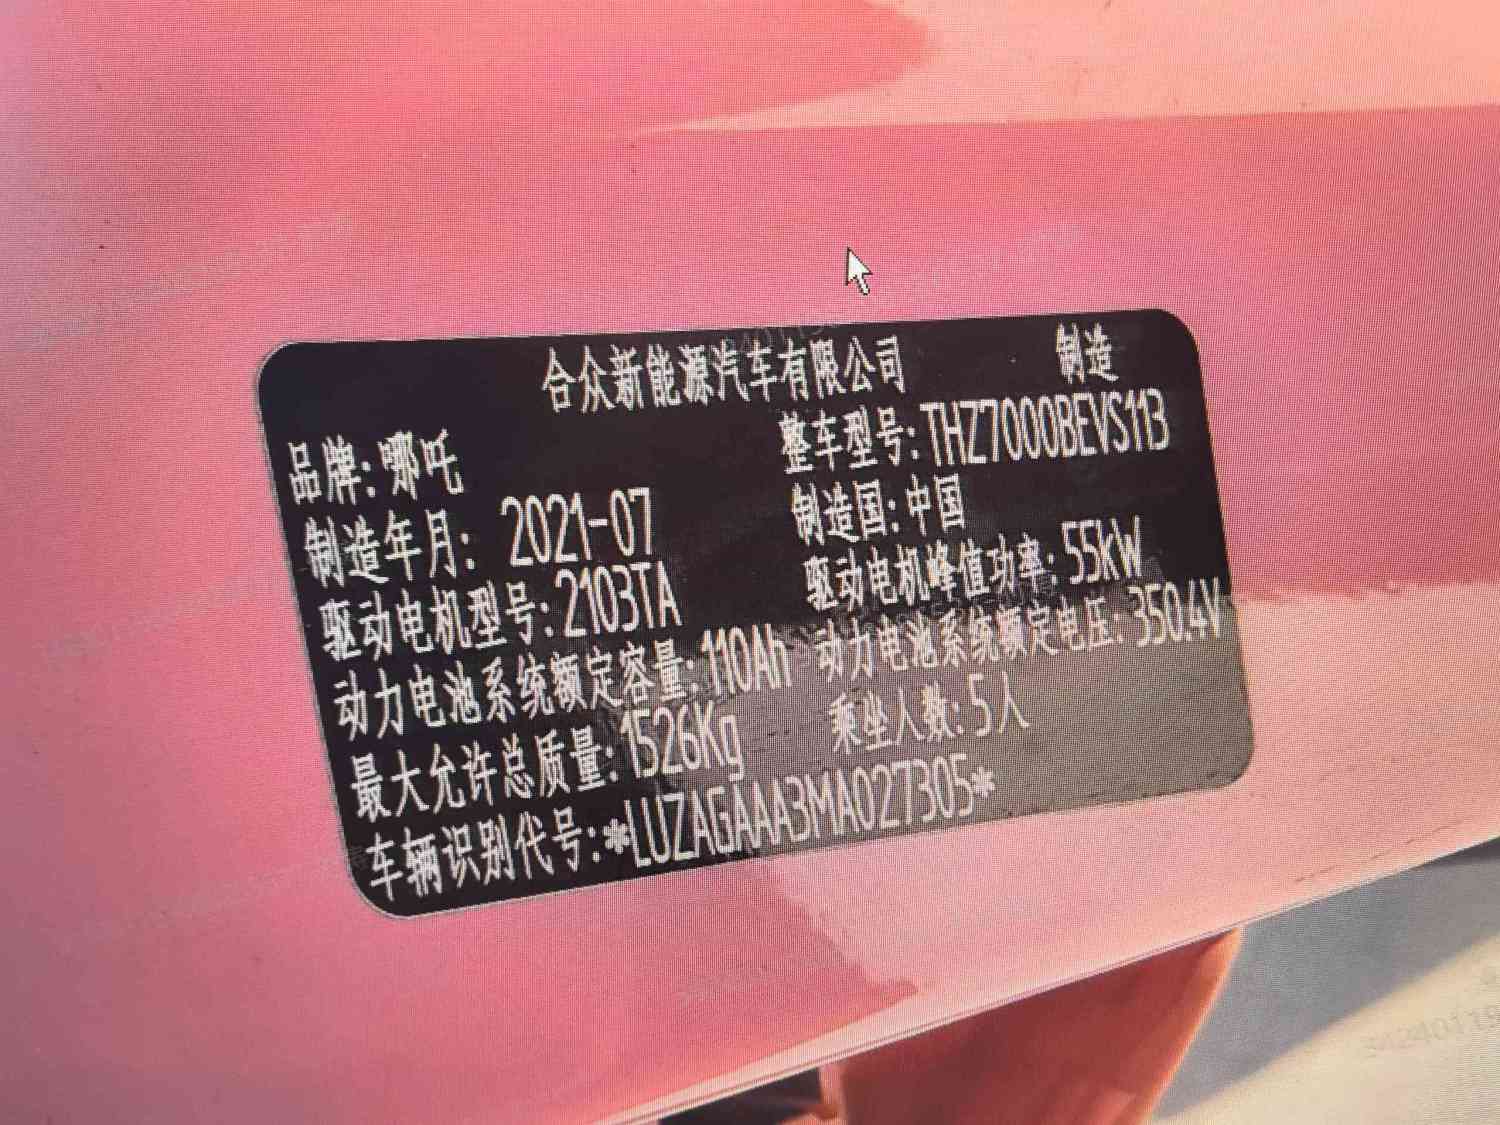 合众新能源汽车有限公司 制造
品牌:哪吒 整车型号:THZ7000BEVS113
制造年月: 2021-07 制造国:中国
驱动电机型号:2103TA 驱动电机峰值功率:55kW
动力电池系统额定容量:110Ah 动力电池系统额定电压:350.4V
最大允许总质量:1526Kg 乘坐人数:5人
车辆识别代号:*LUZAGAAA3MA027305*